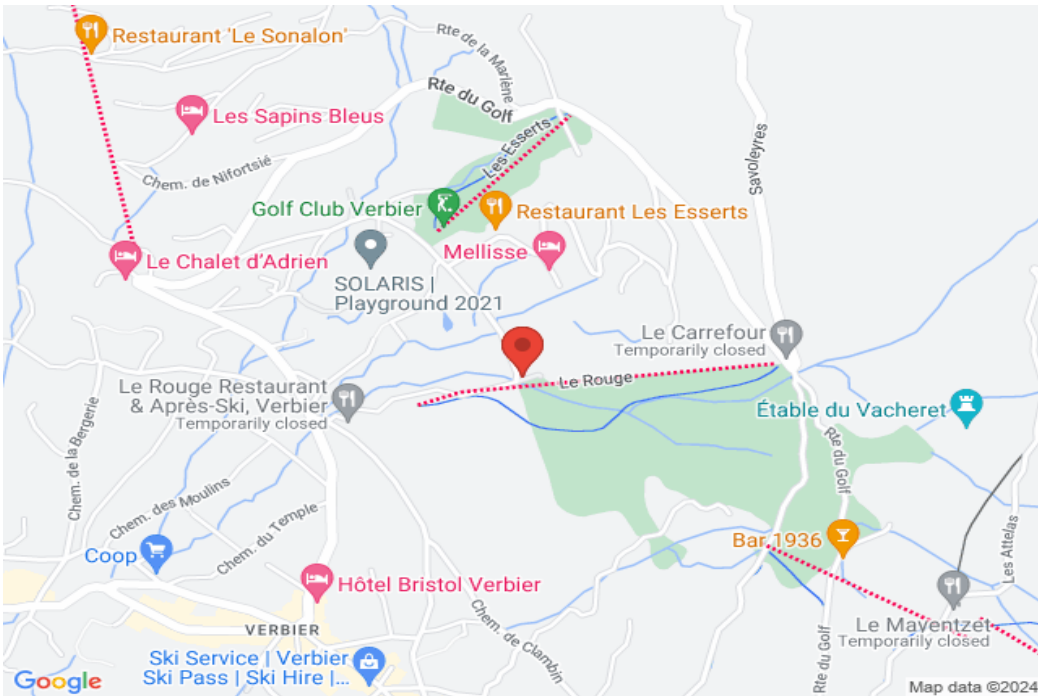 Restaurant 'Le Sonalon'
Rte de la Marlène
Rte du Golf
Les Sapins Bleus
Les-Esserts
Savoleyres
Chem. de Nifortsié
Golf Club Verbier
Restaurant Les Esserts
Mellisse
Le Chalet d'Adrien
SOLARIS |
Playground 2021
Le Carrefour
Temporarily closed
Le Rouge
Le Rouge Restaurant
& Après-Ski, Verbier
Temporarily closed
Étable du Vacheret
Chem. de la Bergerie
Rte du Golf
Chem. des Moulins
Chem. du Temple
Coop
Bar 1936
Les Attelas
Hôtel Bristol Verbier
Chem. de Clambin
Le Mayentzet
Temporarily closed
VERBIER
Rte du Golf
Ski Service | Verbier
Ski Pass | Ski Hire |...
Google
Map data ©2024